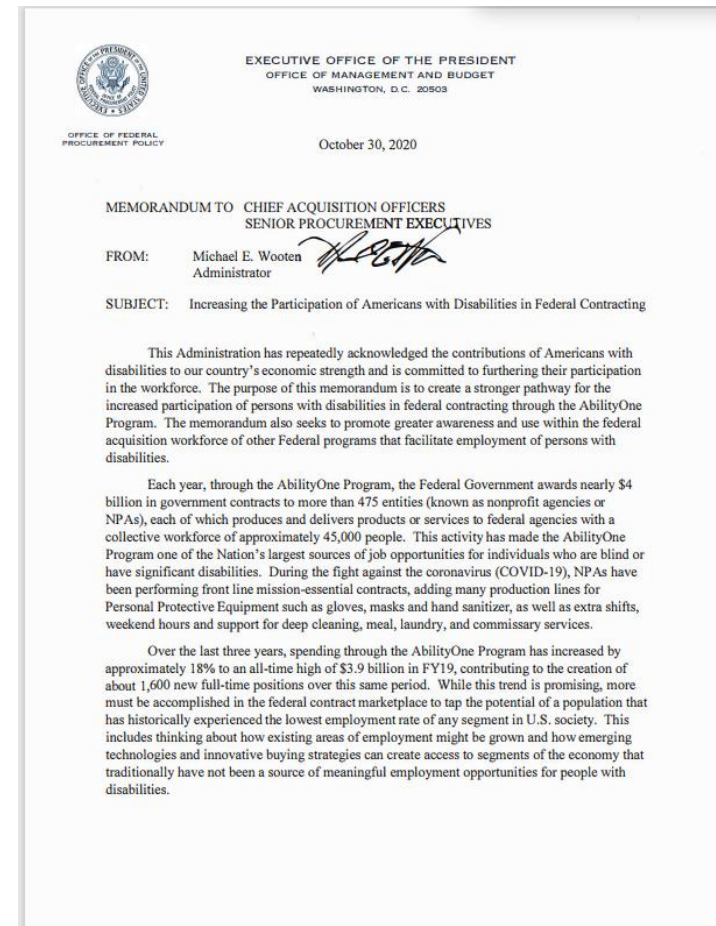 EXECUTIVE OFFICE OF THE PRESIDENT
OFFICE OF MANAGEMENT AND BUDGET
WASHINGTON, D.C. 20503
OFFICE OF FEDERAL
PROCUREMENT POLICY
October 30, 2020
MEMORANDUM TO CHIEF ACQUISITION OFFICERS
SENIOR PROCUREMENT EXECUTIVES
FROM: Michael E. Wooten
Administrator
SUBJECT: Increasing the Participation of Americans with Disabilities in Federal Contracting
This Administration has repeatedly acknowledged the contributions of Americans with
disabilities to our country's economic strength and is committed to furthering their participation
in the workforce. The purpose of this memorandum is to create a stronger pathway for the
increased participation of persons with disabilities in federal contracting through the AbilityOne
Program. The memorandum also seeks to promote greater awareness and use within the federal
acquisition workforce of other Federal programs that facilitate employment of persons with
disabilities.
Each year, through the AbilityOne Program, the Federal Government awards nearly $4
billion in government contracts to more than 475 entities (known as nonprofit agencies or
NPAs), each of which produces and delivers products or services to federal agencies with a
collective workforce of approximately 45,000 people. This activity has made the AbilityOne
Program one of the Nation's largest sources of job opportunities for individuals who are blind or
have significant disabilities. During the fight against the coronavirus (COVID-19), NPAs have
been performing front line mission-essential contracts, adding many production lines for
Personal Protective Equipment such as gloves, masks and hand sanitizer, as well as extra shifts,
weekend hours and support for deep cleaning, meal, laundry, and commissary services.
Over the last three years, spending through the AbilityOne Program has increased by
approximately 18% to an all-time high of $3.9 billion in FY19, contributing to the creation of
about 1,600 new full-time positions over this same period. While this trend is promising, more
must be accomplished in the federal contract marketplace to tap the potential of a population that
has historically experienced the lowest employment rate of any segment in U.S. society. This
includes thinking about how existing areas of employment might be grown and how emerging
technologies and innovative buying strategies can create access to segments of the economy that
traditionally have not been a source of meaningful employment opportunities for people with
disabilities.